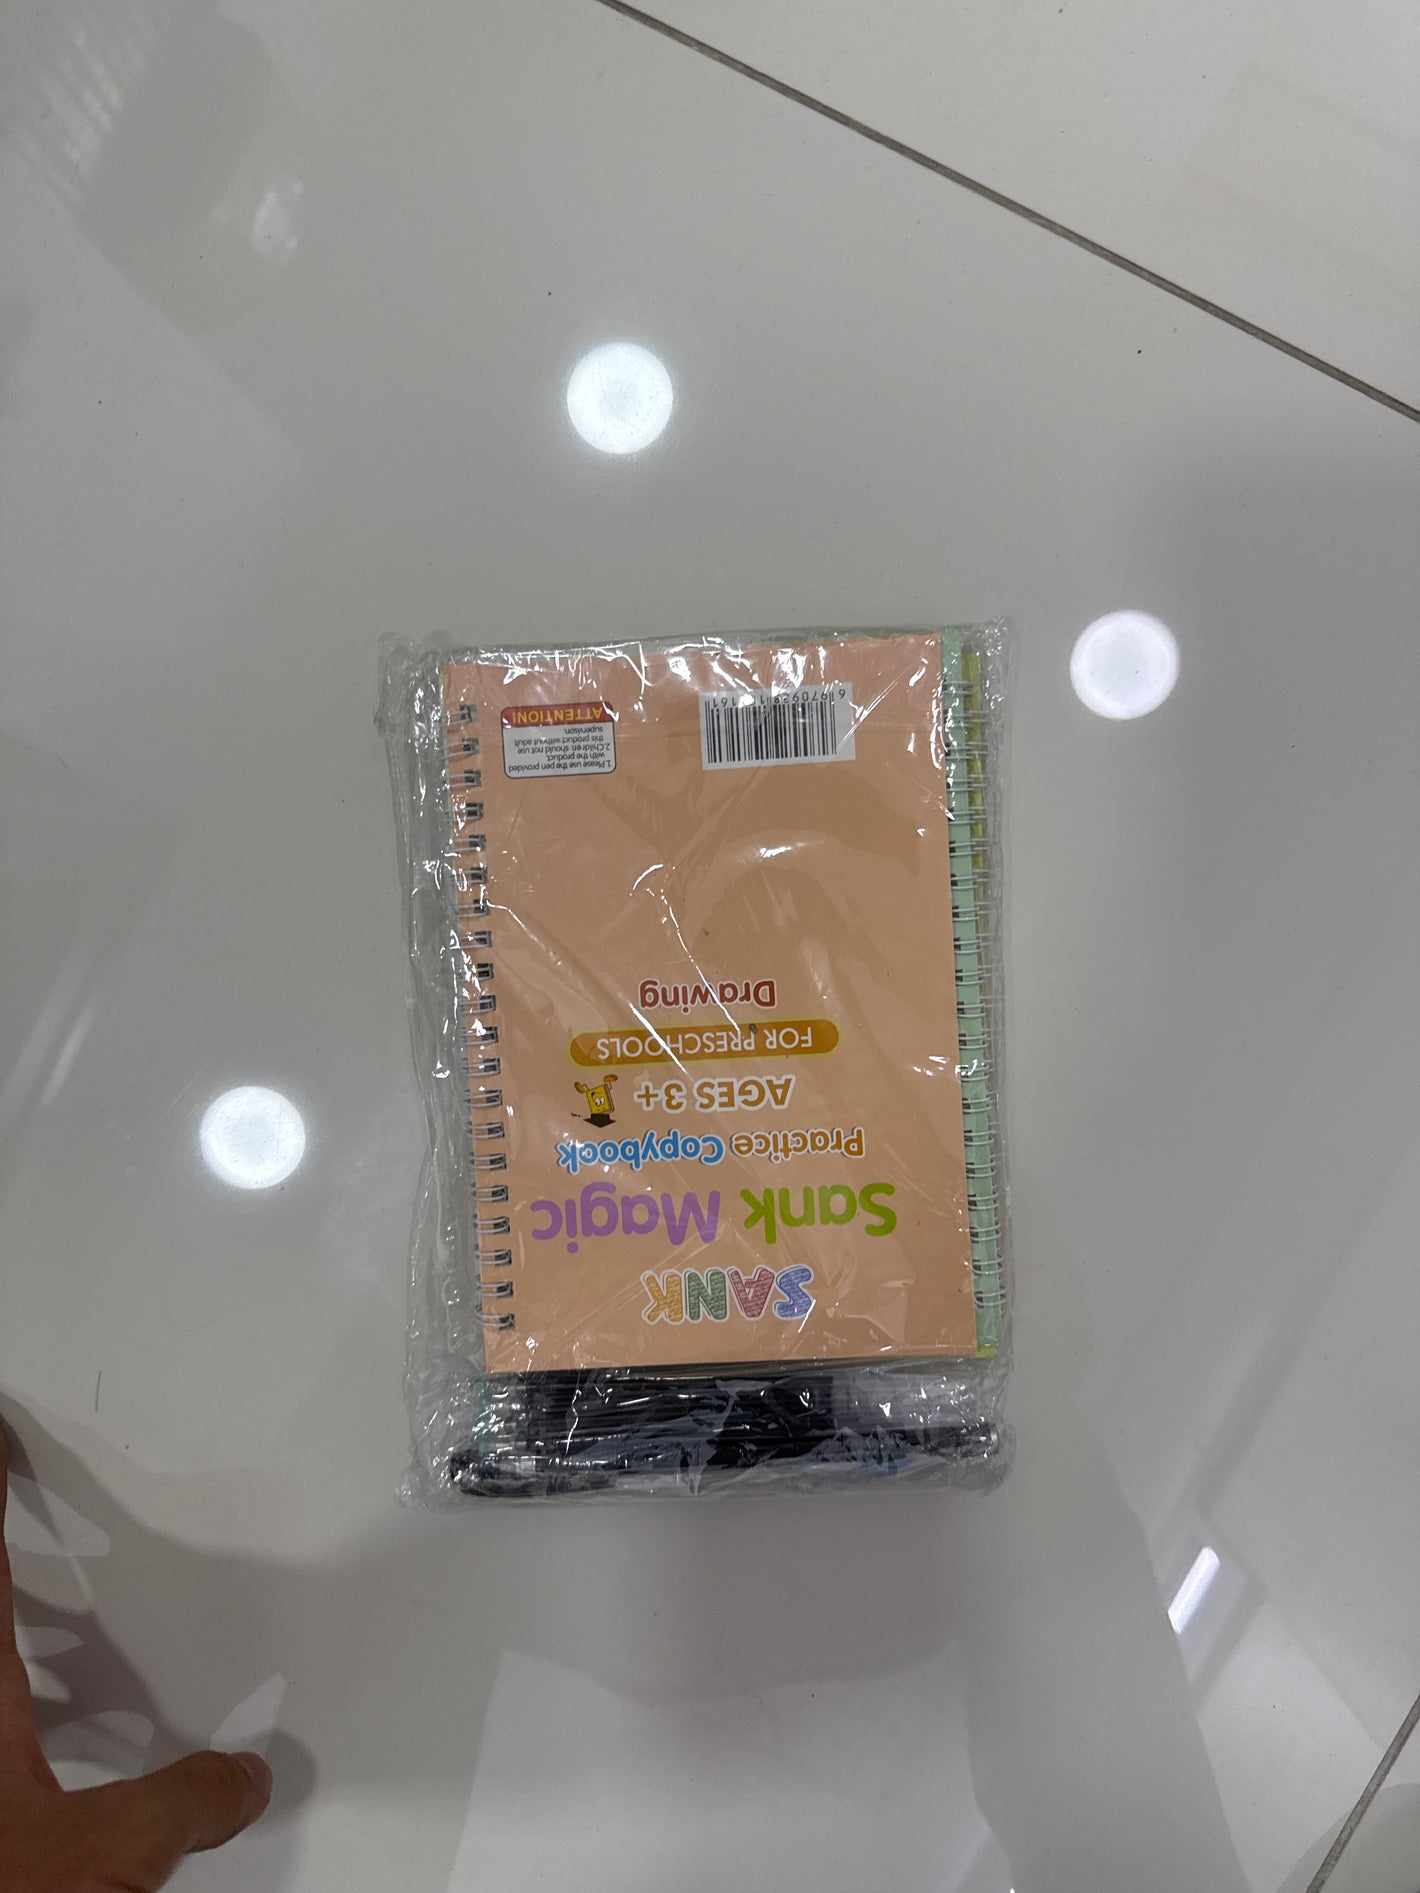 SANK
Sank Magic
Practice Copybook
AGES 3+
FOR PRESCHOOLS
Drawing
1.Please use the pen provided
with the product.
2.Children should not use
this product without adult
supervison.
ATTENTION!